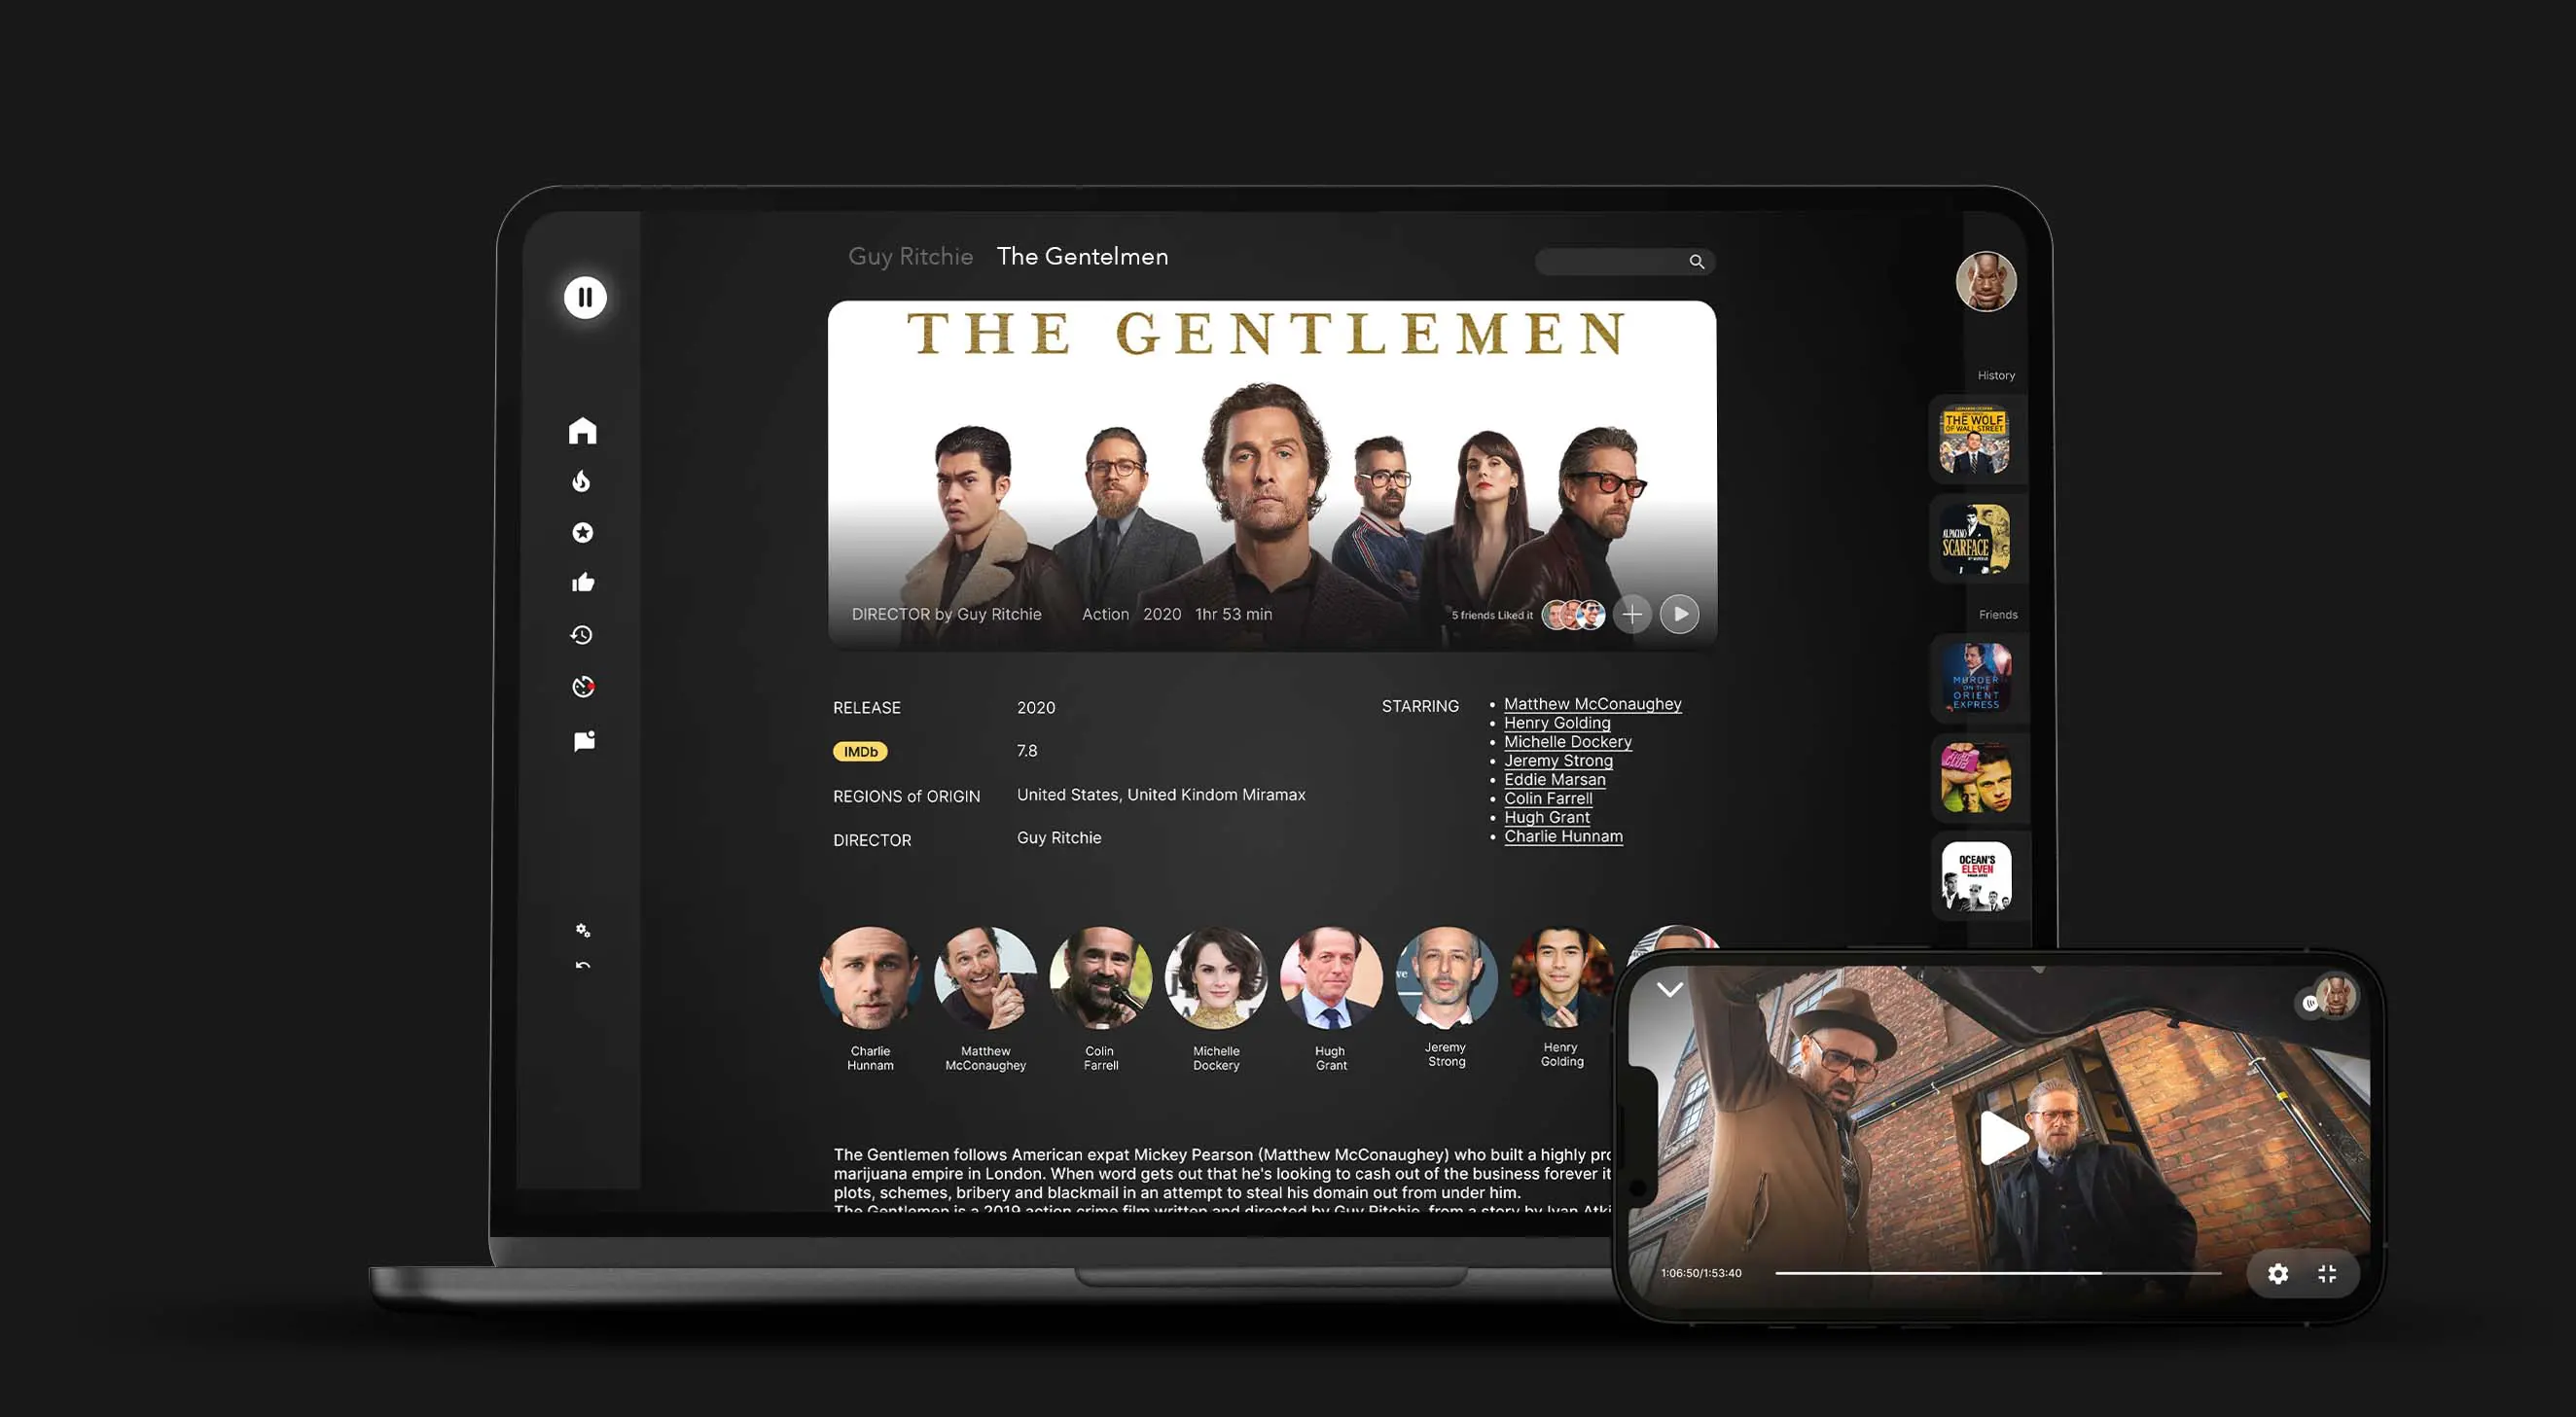 Guy Ritchie The Gentelmen
THE GENTLEMEN
DIRECTOR by Guy Ritchie Action 2020 1hr 53 min
5 friends Liked it
RELEASE 2020
IMDb 7.8
REGIONS of ORIGIN United States, United Kindom Miramax
DIRECTOR Guy Ritchie
STARRING
Matthew McConaughey
Henry Golding
Michelle Dockery
Jeremy Strong
Eddie Marsan
Colin Farrell
Hugh Grant
Charlie Hunnam
Charlie
Hunnam
Matthew
McConaughey
Colin
Farrell
Michelle
Dockery
Hugh
Grant
Jeremy
Strong
Henry
Golding
The Gentlemen follows American expat Mickey Pearson (Matthew McConaughey) who built a highly pro
marijuana empire in London. When word gets out that he's looking to cash out of the business forever it
plots, schemes, bribery and blackmail in an attempt to steal his domain out from under him.
The Gentlemen is a 2019 action crime film written and directed by Guy Ritchie, from a story by Ivan Atki
History
THE WOLF
OF WALL STREET
AL PACINO
SCARFACE
Friends
MURDER
ON THE
ORIENT
EXPRESS
CLUB
OCEAN'S
ELEVEN
1:06:50/1:53:40